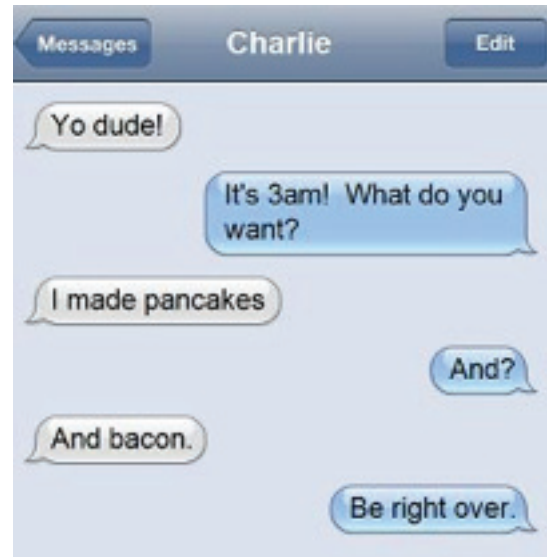 Messages Charlie Edit
Yo dude!
It's 3am! What do you
want?
I made pancakes
And?
And bacon.
Be right over.